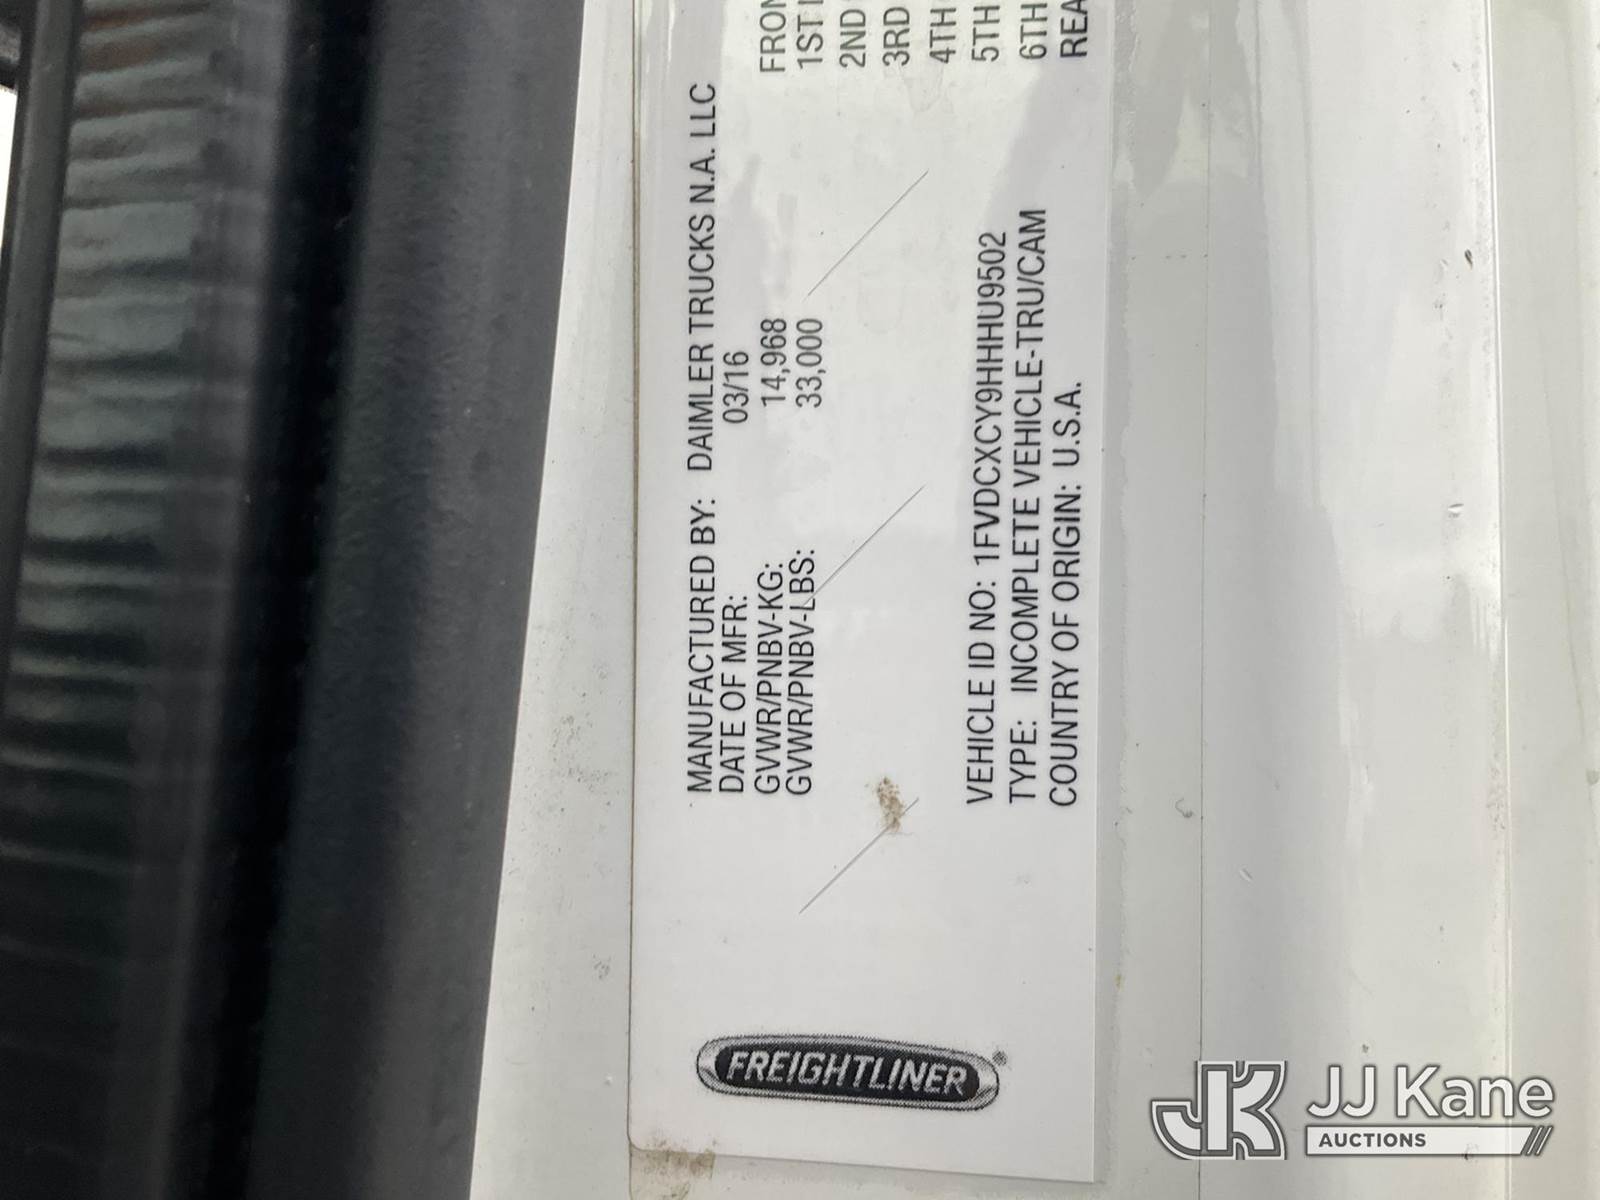 FREIGHTLINER
MANUFACTURED BY: DAIMLER TRUCKS N.A. LLC
DATE OF MFR: 03/16
GVWR/PNBV-KG: 14,968
GVWR/PNBV-LBS: 33,000
VEHICLE ID NO: 1FVDCXCY9HHHU9502
TYPE: INCOMPLETE VEHICLE-TRU/CAM
COUNTRY OF ORIGIN: U.S.A.
1ST
2ND
3RD
4TH
5TH
6TH
JJ Kane
AUCTIONS